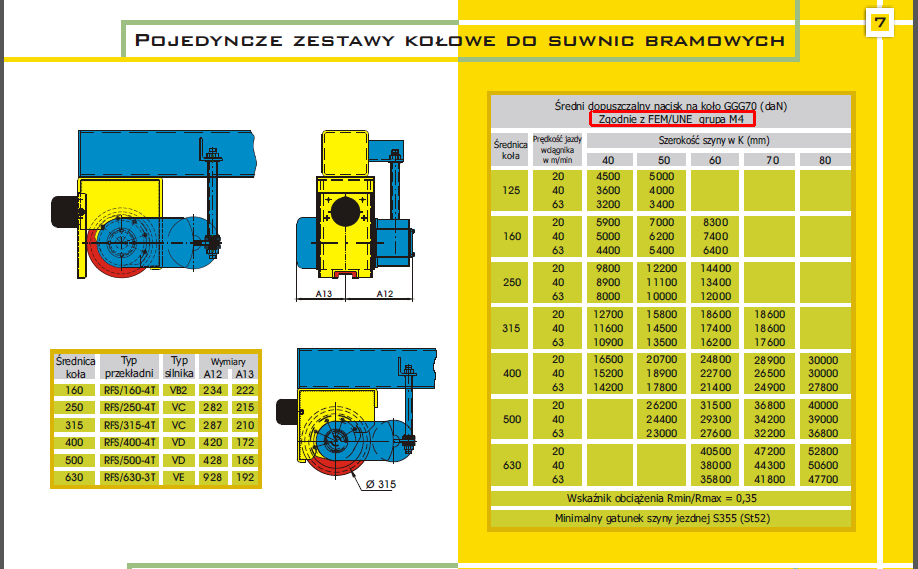 7
POJEDYNCZE ZESTAWY KOŁOWE DO SUWNIC BRAMOWYCH
A13 A12
Średnica koła Typ przekładni Typ silnika Wymiary A12 A13
160 RFS/160-4T VB2 234 222
250 RFS/250-4T VC 282 215
315 RFS/315-4T VC 287 210
400 RFS/400-4T VD 420 172
500 RFS/500-4T VD 428 165
630 RFS/630-3T VE 928 192
Ø 315
Średni dopuszczalny nacisk na koło GGG70 (daN)
Zgodnie z FEM/UNE grupa M4
Średnica koła Prędkość jazdy wciągnika w m/min Szerokość szyny w K (mm)
40 50 60 70 80
125
20 4500 5000
40 3600 4000
63 3200 3400
160
20 5900 7000 8300
40 5000 6200 7400
63 4400 5400 6400
250
20 9800 12200 14400
40 8900 11100 13400
63 8000 10000 12000
315
20 12700 15800 18600 18600
40 11600 14500 17400 18600
63 10900 13500 16200 17600
400
20 16500 20700 24800 28900 30000
40 15200 18900 22700 26500 30000
63 14200 17800 21400 24900 27800
500
20 26200 31500 36800 40000
40 24400 29300 34200 39000
63 23000 27600 32200 36800
630
20 40500 47200 52800
40 38000 44300 50600
63 35800 41800 47700
Wskaźnik obciążenia Rmin/Rmax = 0,35
Minimalny gatunek szyny jezdnej S355 (St52)